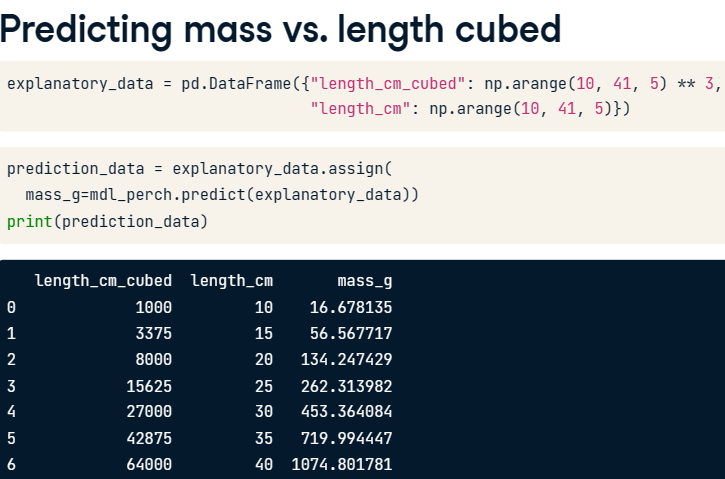 Predicting mass vs. length cubed
explanatory_data = pd.DataFrame({"length_cm_cubed": np.arange(10, 41, 5) ** 3,
"length_cm": np.arange(10, 41, 5)})
prediction_data = explanatory_data.assign(
mass_g=mdl_perch.predict(explanatory_data))
print(prediction_data)
length_cm_cubed length_cm mass_g
0 1000 10 16.678135
1 3375 15 56.567717
2 8000 20 134.247429
3 15625 25 262.313982
4 27000 30 453.364084
5 42875 35 719.994447
6 64000 40 1074.801781